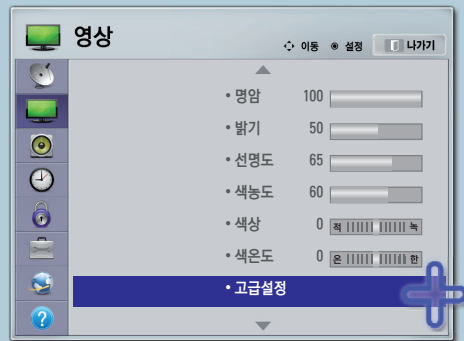 영상
이동 설정 나가기
• 명암 100
• 밝기 50
• 선명도 65
• 색농도 60
• 색상 0 적 녹
• 색온도 0 온 한
• 고급설정
?